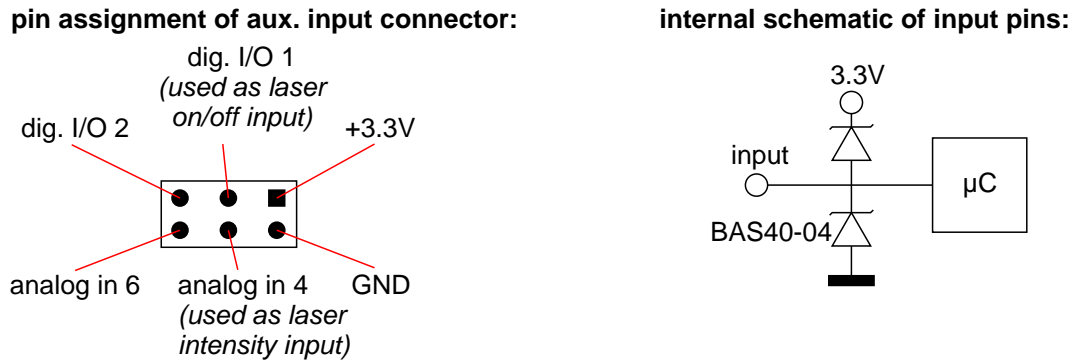 pin assignment of aux. input connector:
dig. I/O 1
(used as laser
on/off input)
dig. I/O 2
+3.3V
analog in 6
analog in 4
(used as laser
intensity input)
GND
internal schematic of input pins:
3.3V
input
µC
BAS40-04